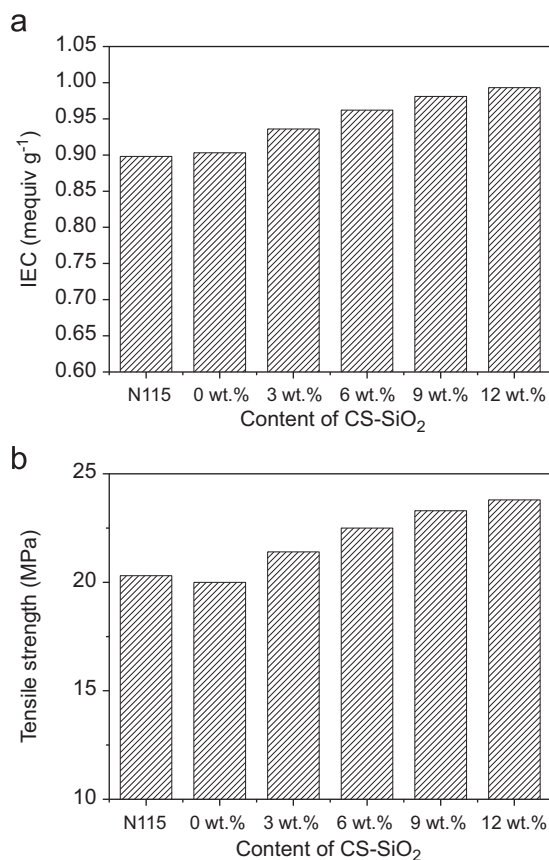 a
1.05
1.00
0.95
0.90
0.85
0.80
0.75
0.70
0.65
0.60
IEC (mequiv g⁻¹)
N115 0 wt.% 3 wt.% 6 wt.% 9 wt.% 12 wt.%
Content of CS-SiO₂
b
25
20
15
10
Tensile strength (MPa)
N115 0 wt.% 3 wt.% 6 wt.% 9 wt.% 12 wt.%
Content of CS-SiO₂